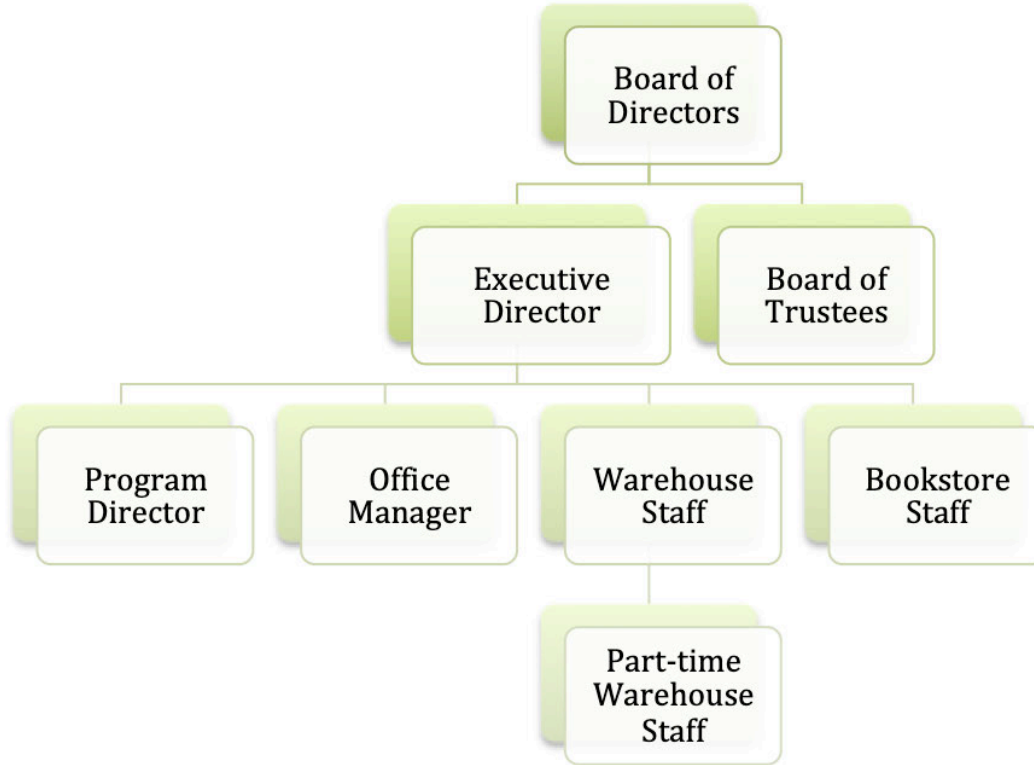 Board of
Directors
Executive
Director
Board of
Trustees
Program
Director
Office
Manager
Warehouse
Staff
Bookstore
Staff
Part-time
Warehouse
Staff